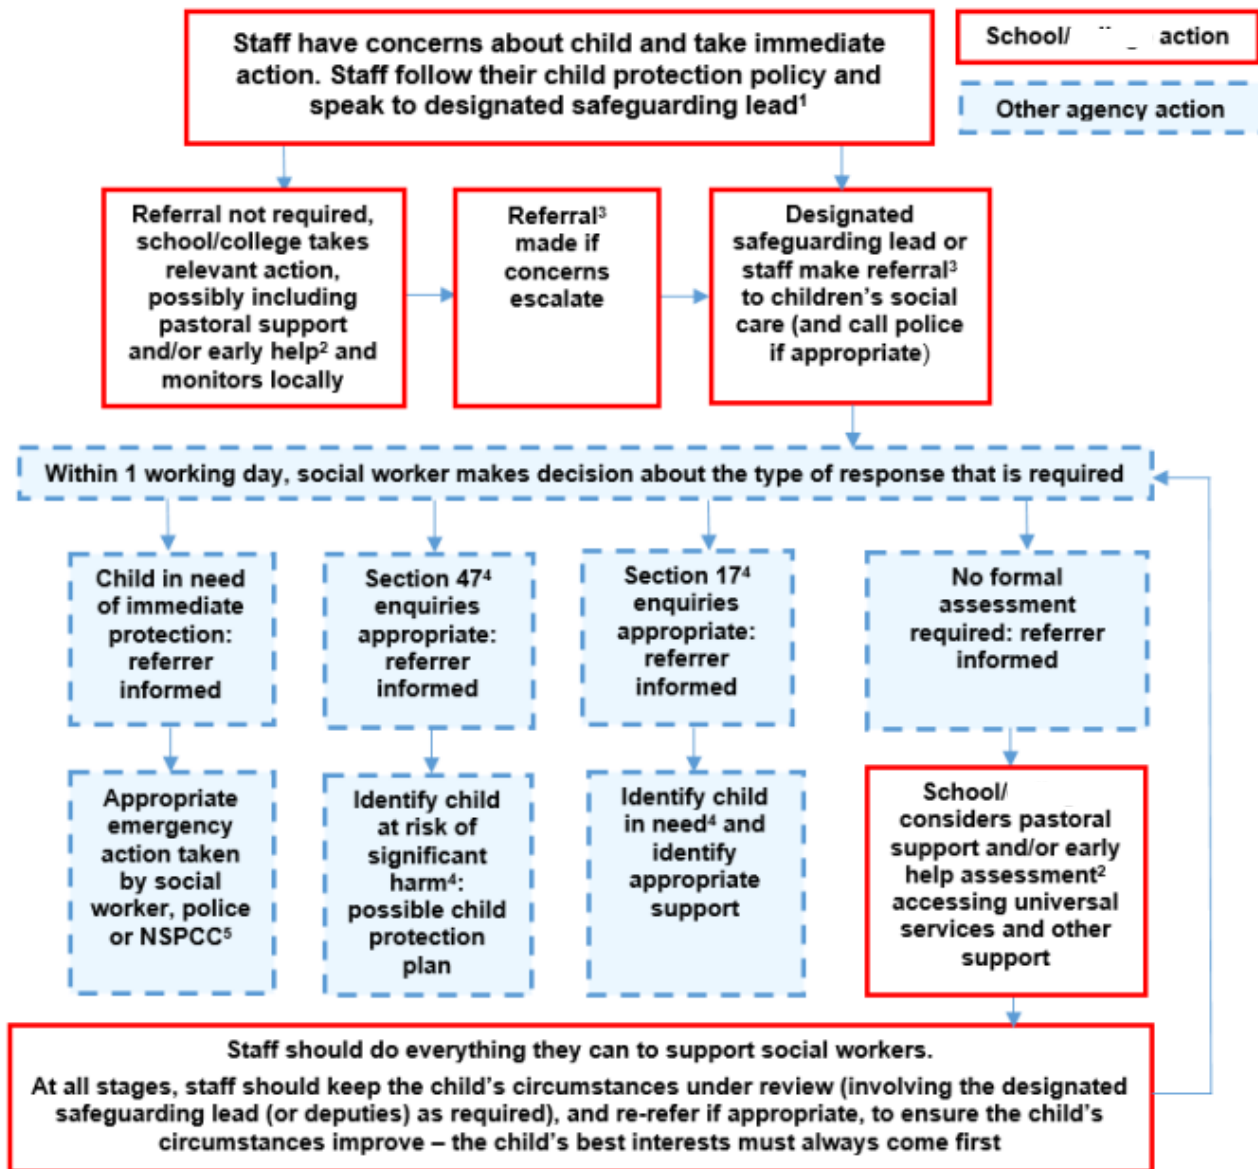 Staff have concerns about child and take immediate
action. Staff follow their child protection policy and
speak to designated safeguarding lead¹
School/ action
Other agency action
Referral not required,
school/college takes
relevant action,
possibly including
pastoral support
and/or early help² and
monitors locally
Referral³
made if
concerns
escalate
Designated
safeguarding lead or
staff make referral³
to children's social
care (and call police
if appropriate)
Within 1 working day, social worker makes decision about the type of response that is required
Child in need
of immediate
protection:
referrer
informed
Section 47⁴
enquiries
appropriate:
referrer
informed
Section 17⁴
enquiries
appropriate:
referrer
informed
No formal
assessment
required: referrer
informed
Appropriate
emergency
action taken
by social
worker, police
or NSPCC⁵
Identify child
at risk of
significant
harm⁴:
possible child
protection
plan
Identify child
in need⁴ and
identify
appropriate
support
School/
considers pastoral
support and/or early
help assessment²
accessing universal
services and other
support
Staff should do everything they can to support social workers.
At all stages, staff should keep the child's circumstances under review (involving the designated
safeguarding lead (or deputies) as required), and re-refer if appropriate, to ensure the child's
circumstances improve – the child's best interests must always come first